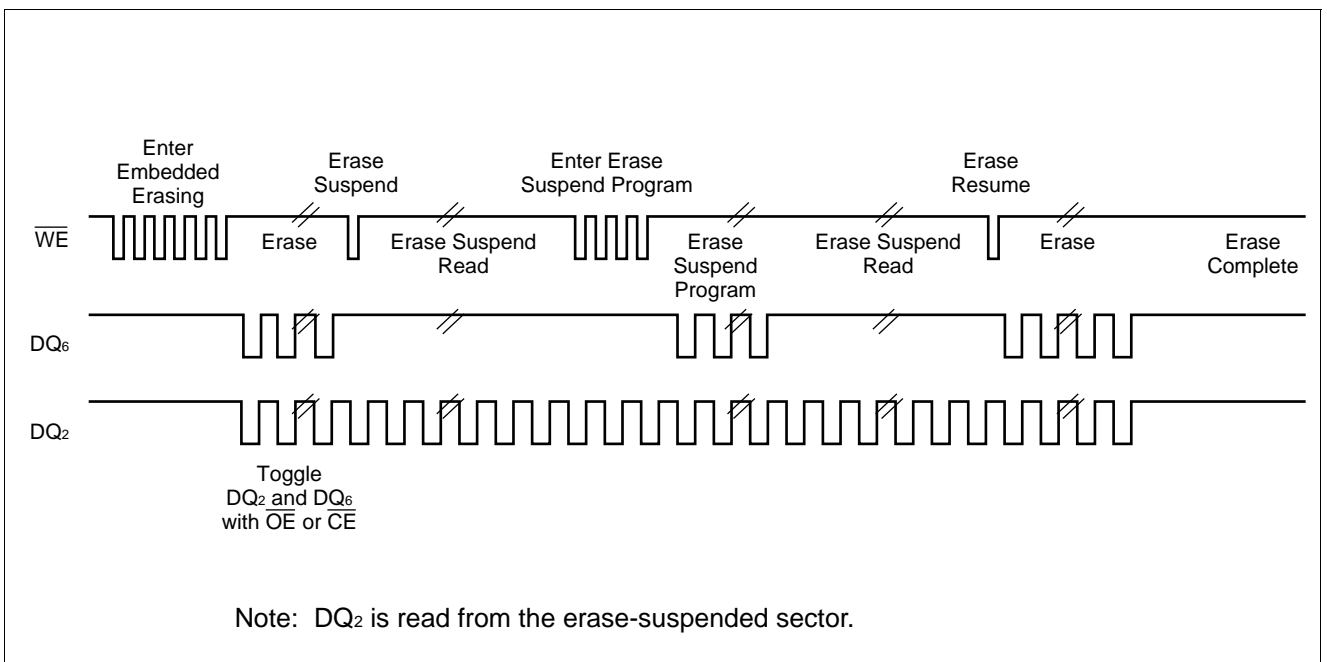 Enter
Embedded
Erasing
Erase
Suspend
Enter Erase
Suspend Program
Erase
Resume
WE
Erase
Erase Suspend
Read
Erase
Suspend
Program
Erase Suspend
Read
Erase
Erase
Complete
DQ6
DQ2
Toggle
DQ2 and DQ6
with OE or CE
Note: DQ2 is read from the erase-suspended sector.